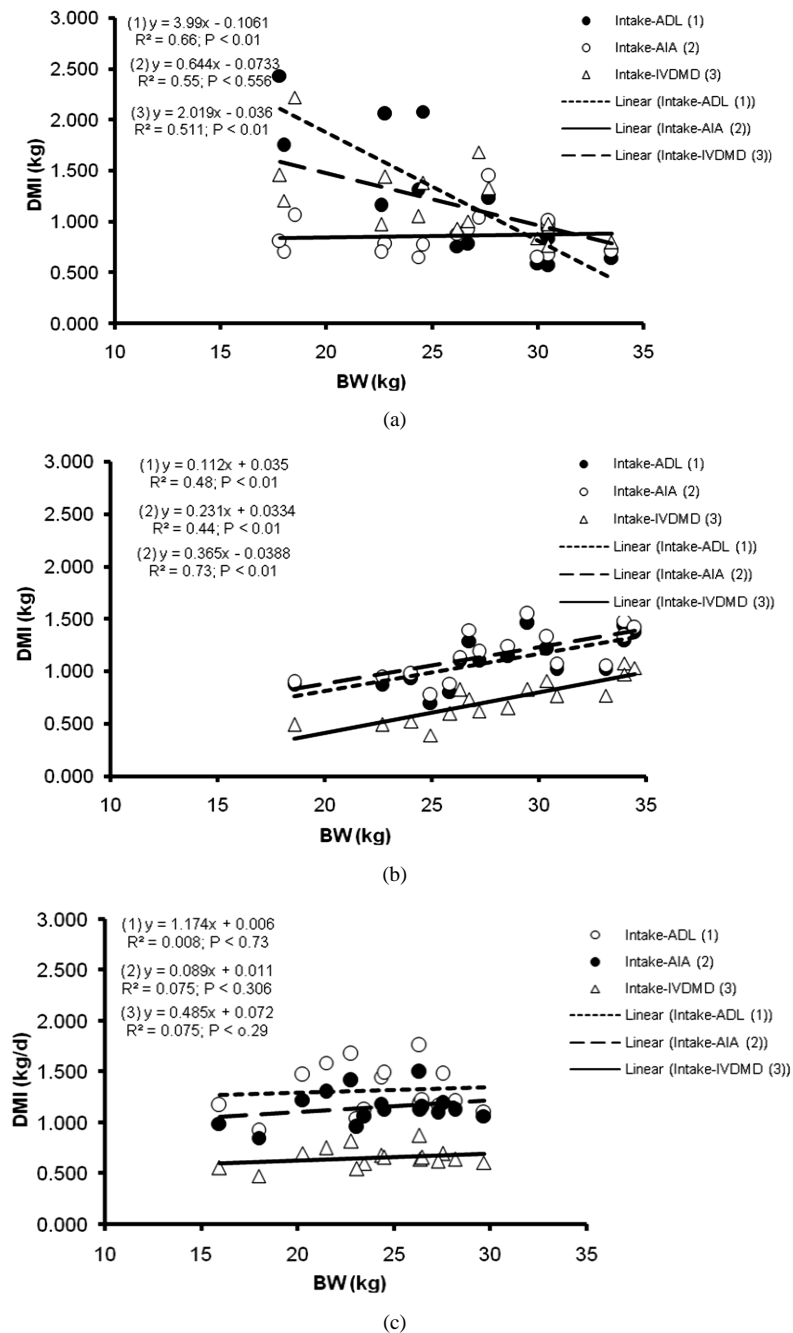 (1) y = 3.99x - 0.1061
R² = 0.66; P < 0.01
(2) y = 0.644x - 0.0733
R² = 0.55; P < 0.556
(3) y = 2.019x - 0.036
R² = 0.511; P < 0.01
Intake-ADL (1)
Intake-AIA (2)
Intake-IVDMD (3)
Linear (Intake-ADL (1))
Linear (Intake-AIA (2))
Linear (Intake-IVDMD (3))
3.000
2.500
2.000
1.500
1.000
0.500
0.000
DMI (kg)
10 15 20 25 30 35
BW (kg)
(a)
(1) y = 0.112x + 0.035
R² = 0.48; P < 0.01
(2) y = 0.231x + 0.0334
R² = 0.44; P < 0.01
(2) y = 0.365x - 0.0388
R² = 0.73; P < 0.01
Intake-ADL (1)
Intake-AIA (2)
Intake-IVDMD (3)
Linear (Intake-ADL (1))
Linear (Intake-AIA (2))
Linear (Intake-IVDMD (3))
3.000
2.500
2.000
1.500
1.000
0.500
0.000
DMI (kg)
10 15 20 25 30 35
BW (kg)
(b)
(1) y = 1.174x + 0.006
R² = 0.008; P < 0.73
(2) y = 0.089x + 0.011
R² = 0.075; P < 0.306
(3) y = 0.485x + 0.072
R² = 0.075; P < o.29
Intake-ADL (1)
Intake-AIA (2)
Intake-IVDMD (3)
Linear (Intake-ADL (1))
Linear (Intake-AIA (2))
Linear (Intake-IVDMD (3))
3.000
2.500
2.000
1.500
1.000
0.500
0.000
DMI (kg/d)
10 15 20 25 30 35
BW (kg)
(c)